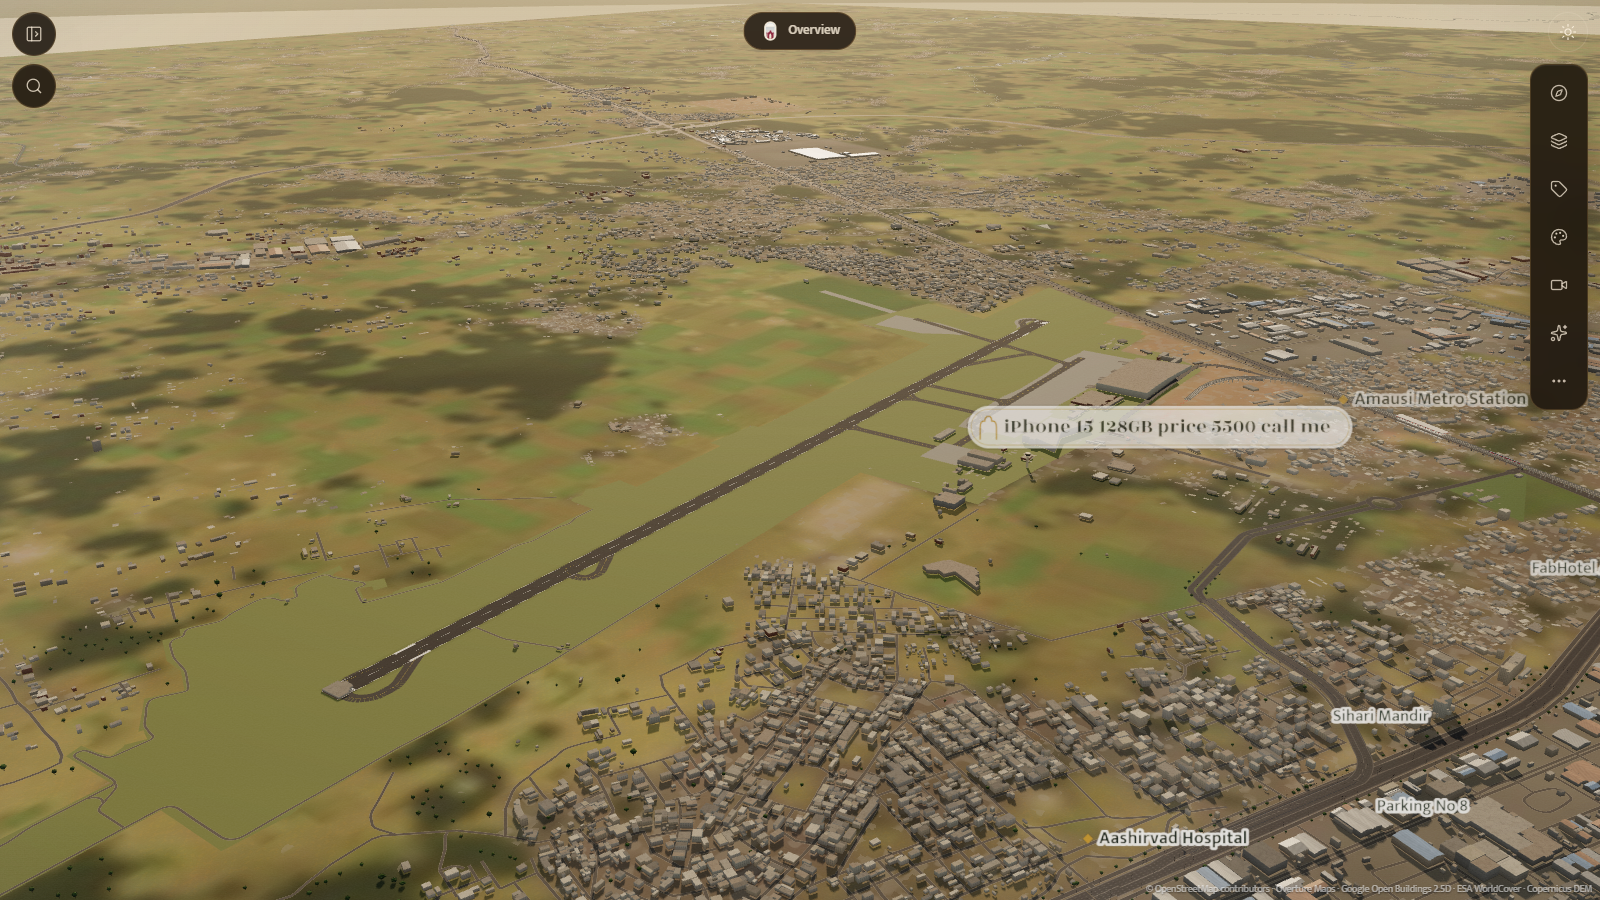 Overview
Amausi Metro Station
iPhone 15 128GB price 5500 call me
FabHotel
Sihari Mandir
Parking No 8
Aashirvad Hospital
© OpenStreetMap contributors · Overture Maps · Google Open Buildings 2.5D · ESA WorldCover · Copernicus DEM